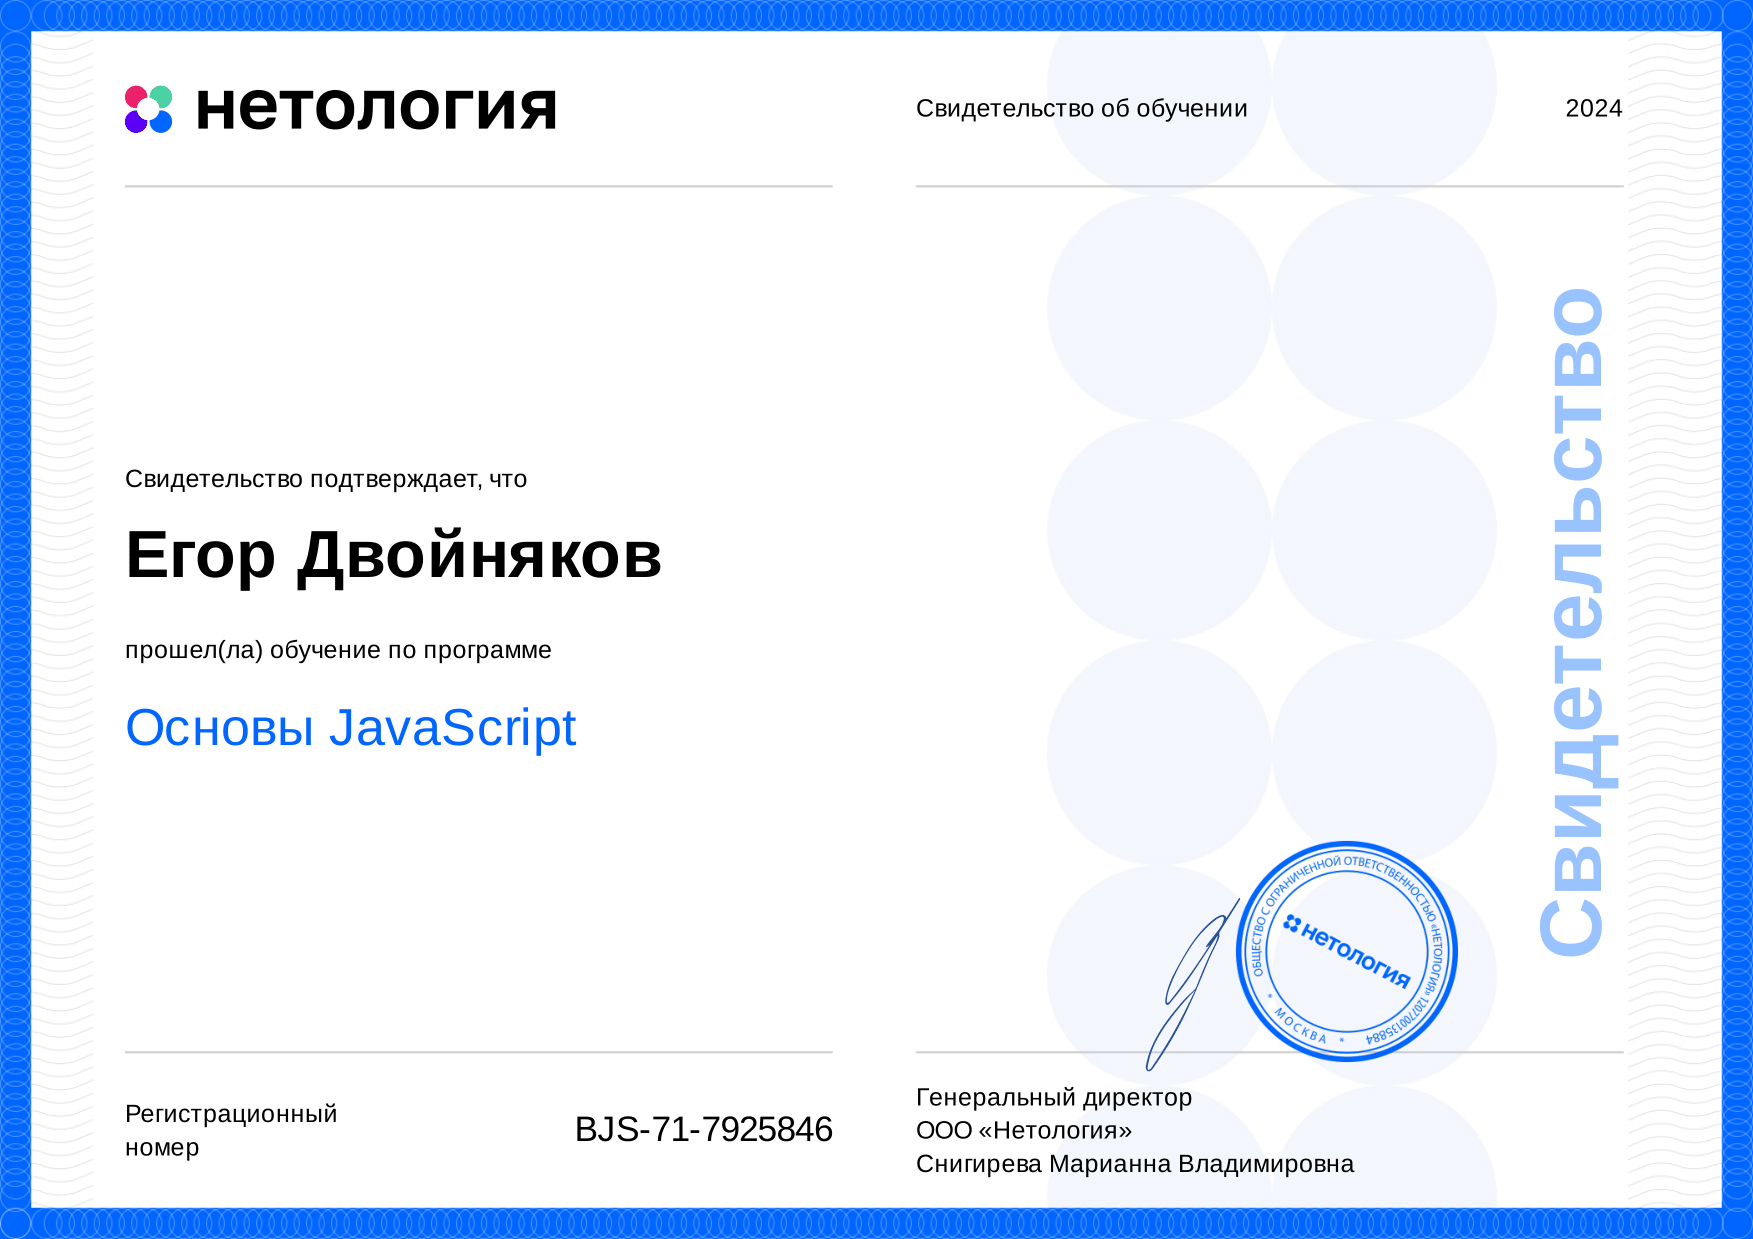 нетология
Свидетельство об обучении
2024
Свидетельство подтверждает, что
Егор Двойняков
прошел(ла) обучение по программе
Основы JavaScript
Свидетельство
ОБЩЕСТВО С ОГРАНИЧЕННОЙ ОТВЕТСТВЕННОСТЬЮ «НЕТОЛОГИЯ» 1207700135884
* МОСКВА *
нетология
Регистрационный
номер
BJS-71-7925846
Генеральный директор
ООО «Нетология»
Снигирева Марианна Владимировна